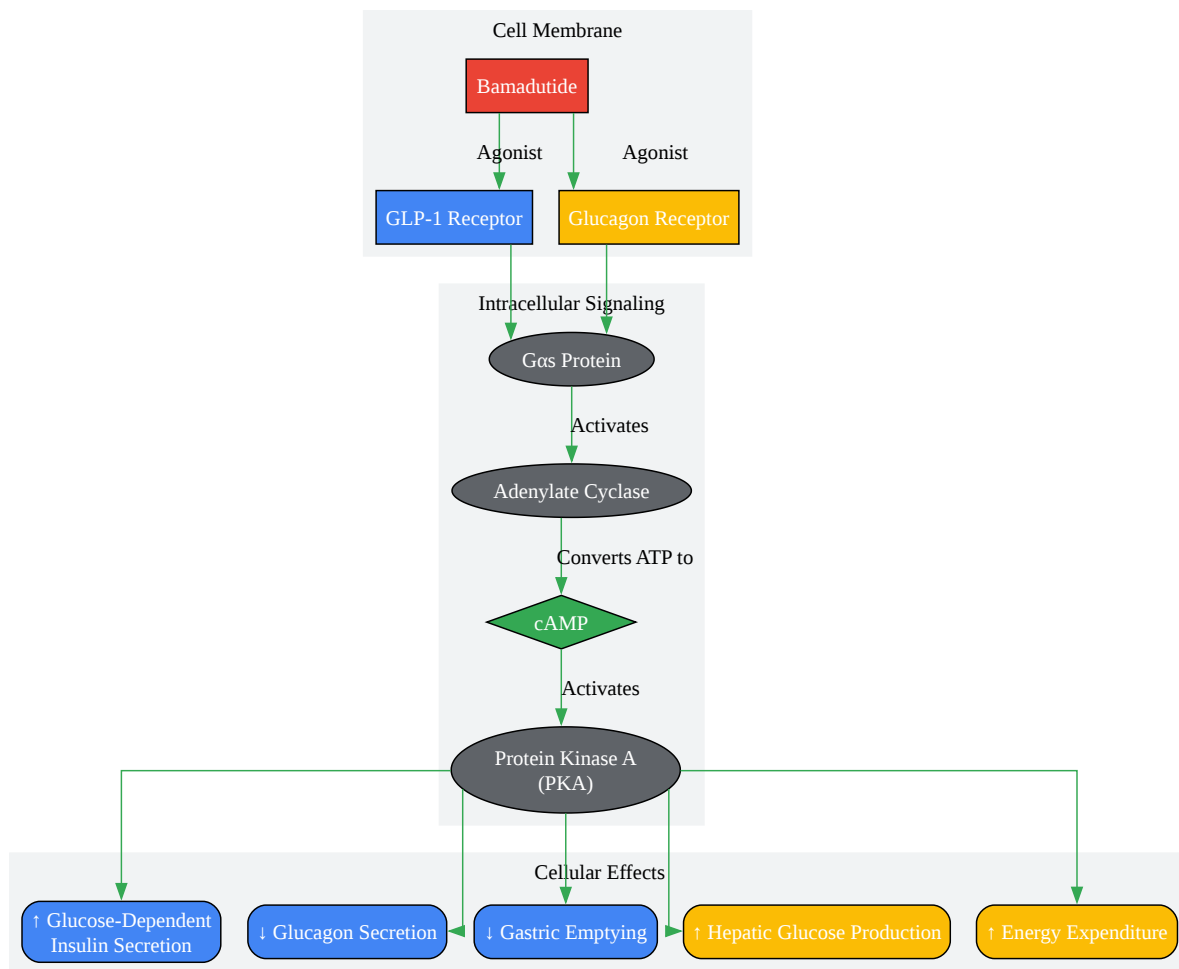 Cell Membrane
Bamadutide
Agonist
Agonist
GLP-1 Receptor
Glucagon Receptor
Intracellular Signaling
Gαs Protein
Activates
Adenylate Cyclase
Converts ATP to
cAMP
Activates
Protein Kinase A
(PKA)
Cellular Effects
↑ Glucose-Dependent
Insulin Secretion
↓ Glucagon Secretion
↓ Gastric Emptying
↑ Hepatic Glucose Production
↑ Energy Expenditure